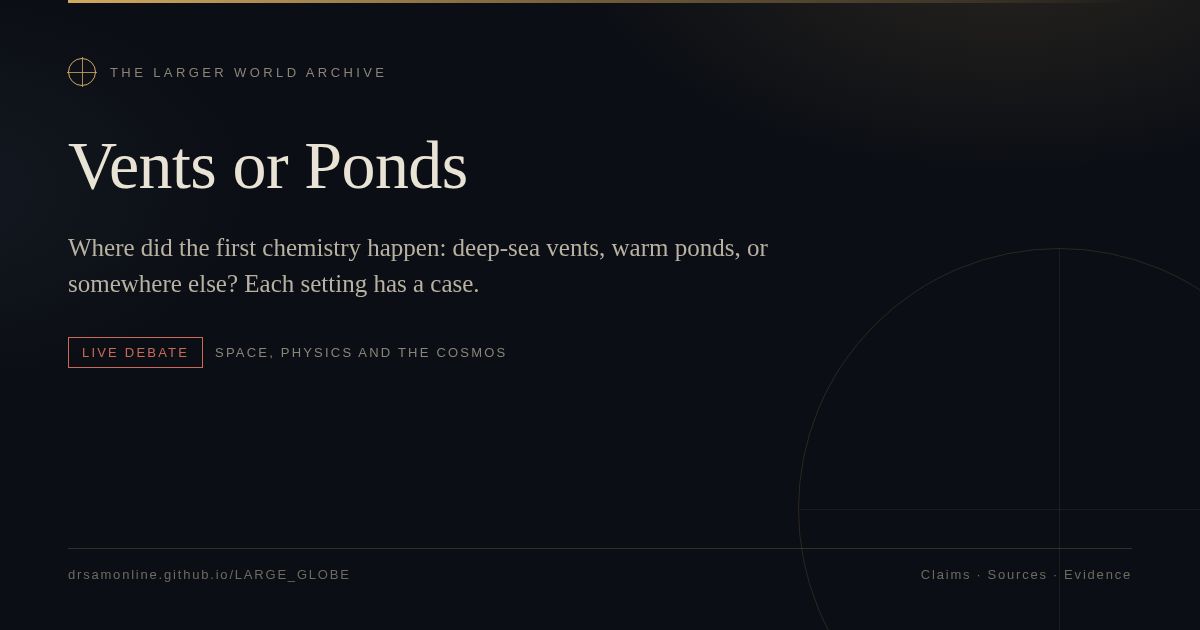 THE LARGER WORLD ARCHIVE
Vents or Ponds
Where did the first chemistry happen: deep-sea vents, warm ponds, or
somewhere else? Each setting has a case.
LIVE DEBATE SPACE, PHYSICS AND THE COSMOS
drsamonline.github.io/LARGE_GLOBE Claims · Sources · Evidence